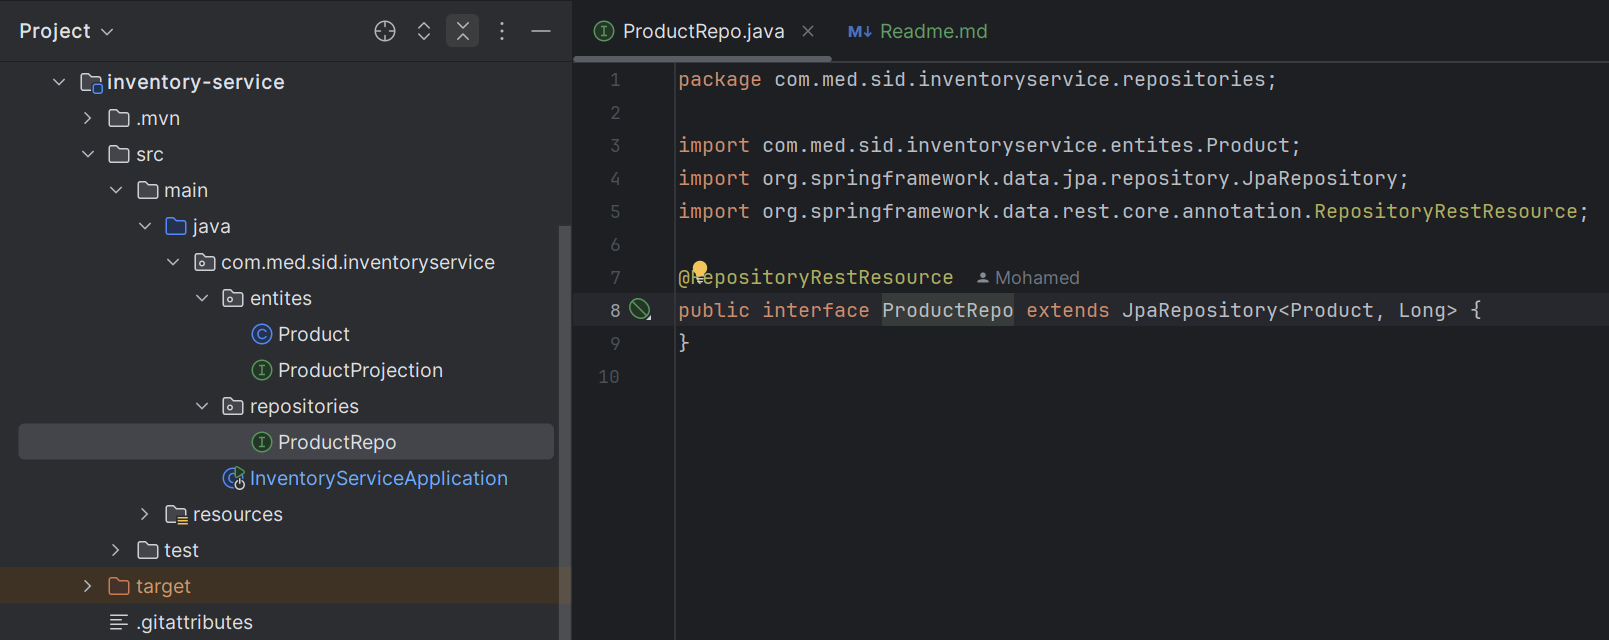 Project
inventory-service
.mvn
src
main
java
com.med.sid.inventoryservice
entites
Product
ProductProjection
repositories
ProductRepo
InventoryServiceApplication
resources
test
target
.gitattributes
ProductRepo.java
M↓ Readme.md
1 package com.med.sid.inventoryservice.repositories;
2
3 import com.med.sid.inventoryservice.entites.Product;
4 import org.springframework.data.jpa.repository.JpaRepository;
5 import org.springframework.data.rest.core.annotation.RepositoryRestResource;
6
7 @RepositoryRestResource Mohamed
8 public interface ProductRepo extends JpaRepository<Product, Long> {
9 }
10